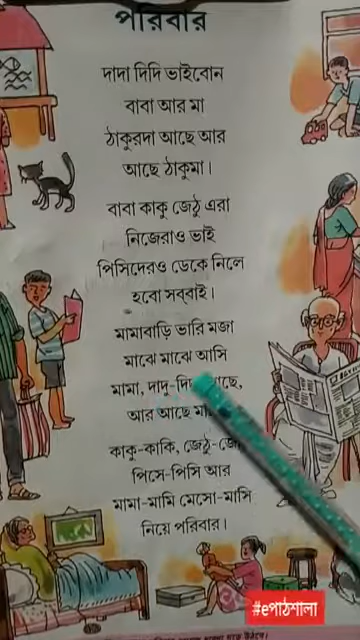 পরিবার
দাদা দিদি ভাইবোন
বাবা আর মা
ঠাকুরদা আছে আর
আছে ঠাকুমা।
বাবা কাকু জেঠু এরা
নিজেরাও ভাই
পিসিদেরও ডেকে নিলে
হবো সব্বাই।
মামাবাড়ি ভারি মজা
মাঝে মাঝে আসি
মামা, দাদু-
আর আছে
কাকু-কাকি, জেঠু-
পিসে-পিসি আর
মামা-মামি মেসো-মাসি
নিয়ে পরিবার।
#eপাঠশালা